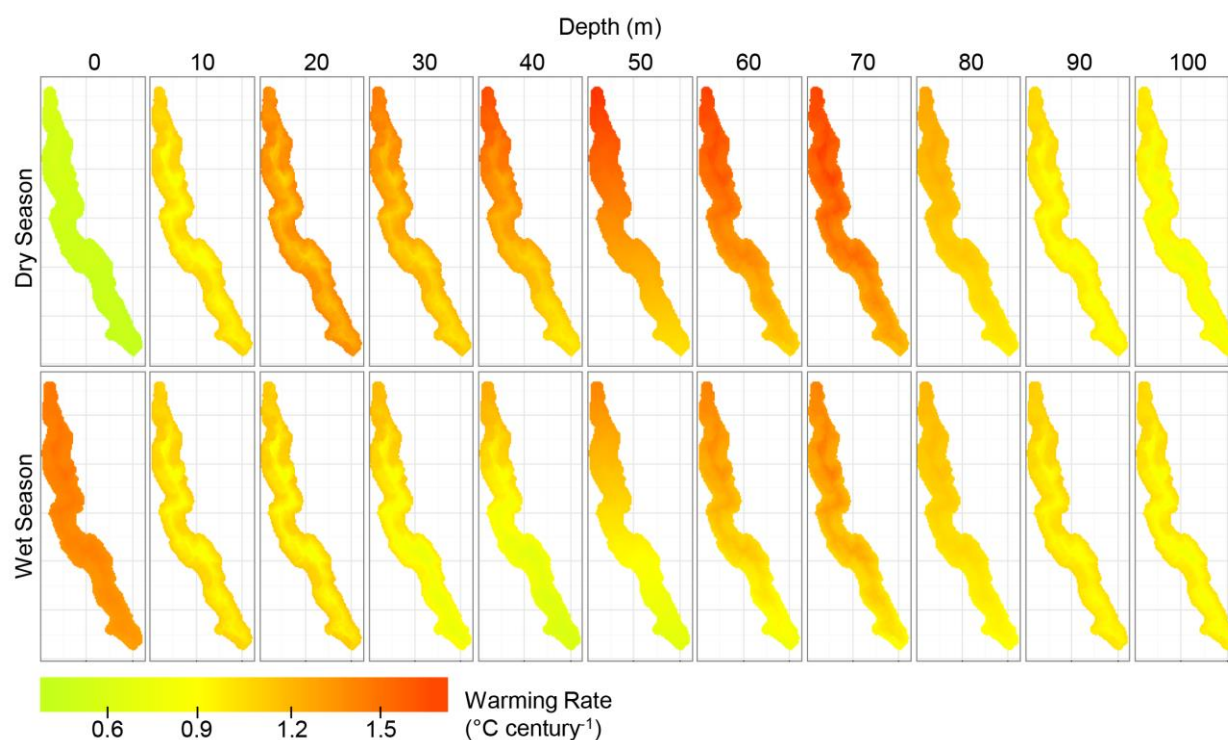 Depth (m)
0 10 20 30 40 50 60 70 80 90 100
Dry Season
Wet Season
0.6 0.9 1.2 1.5
Warming Rate
(°C century⁻¹)